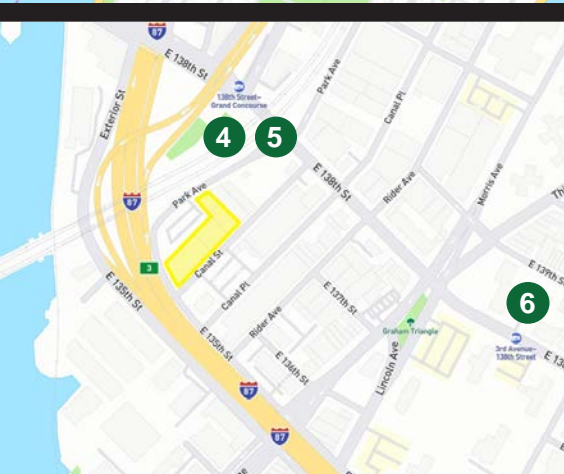 87
E 138th St
Exterior St
138th Street–
Grand Concourse
Park Ave
Canal Pl
4
5
Morris Ave
E 138th St
Park Ave
Rider Ave
87
3
Canal St
E 139th St
6
E 135th St
Canal Pl
E 137th St
Graham Triangle
3rd Avenue–
138th Street
Rider Ave
E 135th St
Lincoln Ave
E 136th St
87
87